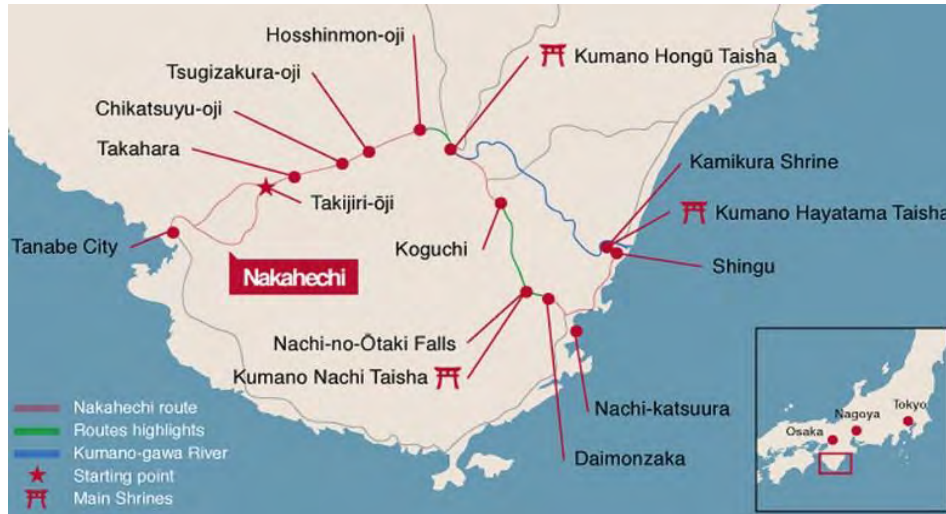 Hosshinmon-oji
Kumano Hongū Taisha
Tsugizakura-oji
Chikatsuyu-oji
Takahara
Kamikura Shrine
Takijiri-ōji
Kumano Hayatama Taisha
Tanabe City
Koguchi
Shingu
Nakahechi
Nachi-no-Ōtaki Falls
Kumano Nachi Taisha
Nachi-katsuura
Daimonzaka
Nakahechi route
Routes highlights
Kumano-gawa River
Starting point
Main Shrines
Tokyo
Nagoya
Osaka